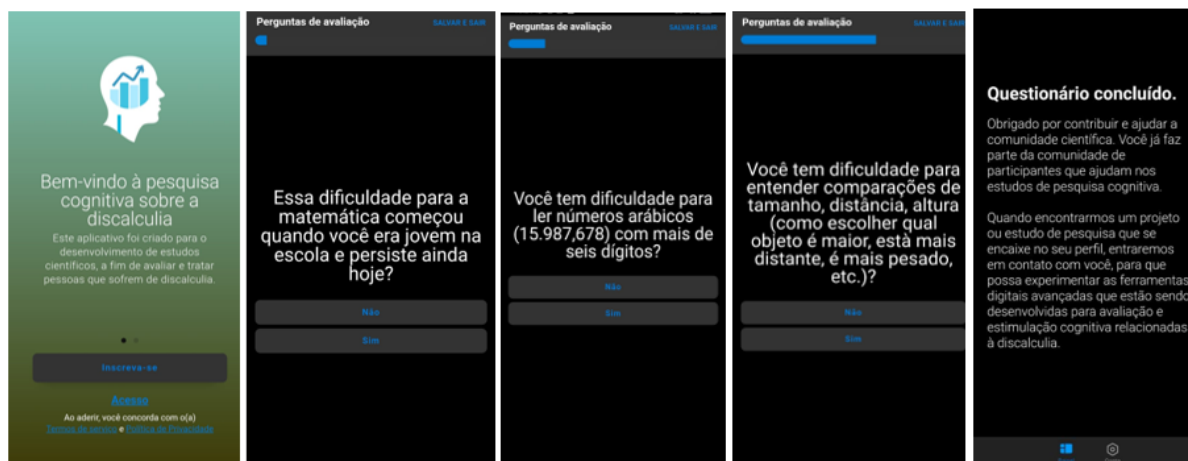 Bem-vindo à pesquisa
cognitiva sobre a
discalculia
Este aplicativo foi criado para o
desenvolvimento de estudos
científicos, a fim de avaliar e tratar
pessoas que sofrem de discalculia.
Inscreva-se
Acesso
Ao aderir, você concorda com o(a)
Termos de serviço e Política de Privacidade
Perguntas de avaliação
SALVAR E SAIR
Essa dificuldade para a
matemática começou
quando você era jovem na
escola e persiste ainda
hoje?
Não
Sim
Perguntas de avaliação
SALVAR E SAIR
Você tem dificuldade para
ler números arábicos
(15.987,678) com mais de
seis dígitos?
Não
Sim
Perguntas de avaliação
SALVAR E SAIR
Você tem dificuldade para
entender comparações de
tamanho, distância, altura
(como escolher qual
objeto é maior, està mais
distante, é mais pesado,
etc.)?
Não
Sim
Questionário concluído.
Obrigado por contribuir e ajudar a
comunidade científica. Você já faz
parte da comunidade de
participantes que ajudam nos
estudos de pesquisa cognitiva.
Quando encontrarmos um projeto
ou estudo de pesquisa que se
encaixe no seu perfil, entraremos
em contato com você, para que
possa experimentar as ferramentas
digitais avançadas que estão sendo
desenvolvidas para avaliação e
estimulação cognitiva relacionadas
à discalculia.